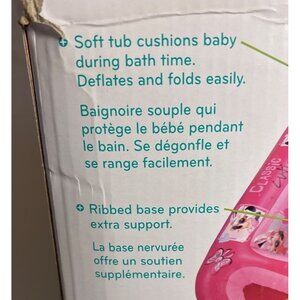 Soft tub cushions baby
during bath time.
Deflates and folds easily.
Baignoire souple qui
protège le bébé pendant
le bain. Se dégonfle et
se range facilement.
Ribbed base provides
extra support.
La base nervurée
offre un soutien
supplémentaire.
CLASSIC